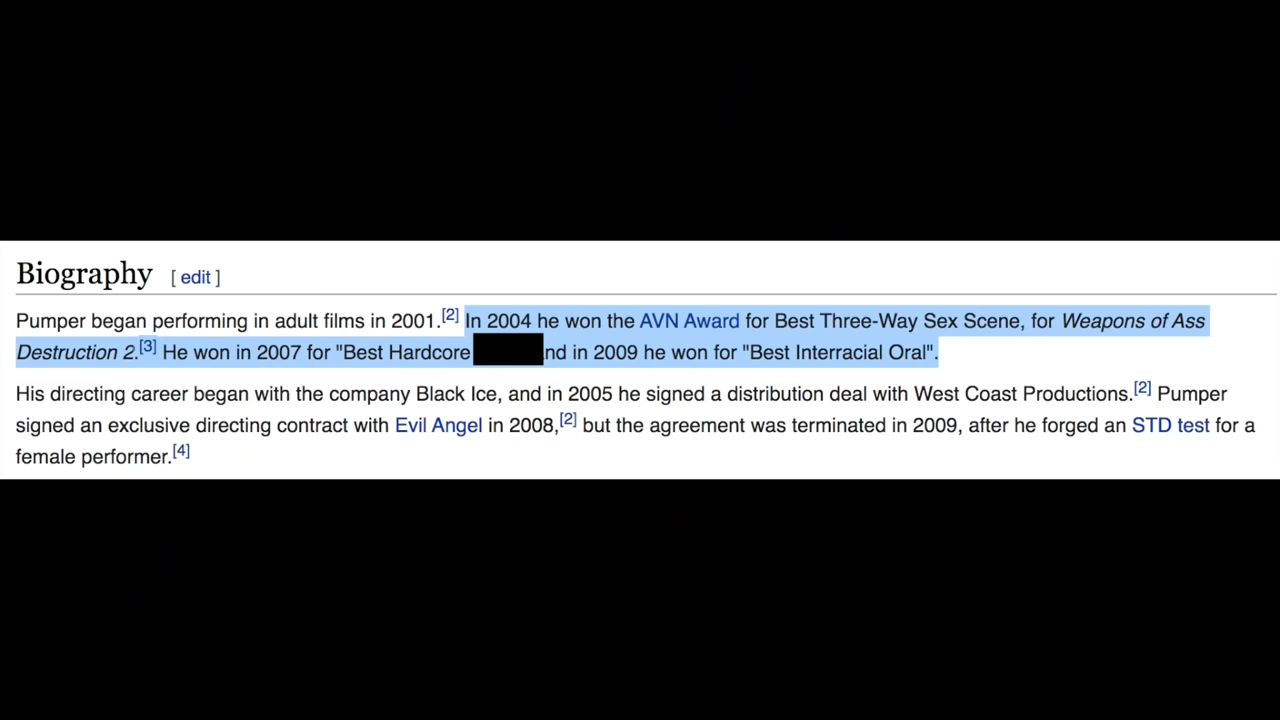 Biography [ edit ]
Pumper began performing in adult films in 2001.[2] In 2004 he won the AVN Award for Best Three-Way Sex Scene, for Weapons of Ass
Destruction 2.[3] He won in 2007 for "Best Hardcore nd in 2009 he won for "Best Interracial Oral".
His directing career began with the company Black Ice, and in 2005 he signed a distribution deal with West Coast Productions.[2] Pumper
signed an exclusive directing contract with Evil Angel in 2008,[2] but the agreement was terminated in 2009, after he forged an STD test for a
female performer.[4]